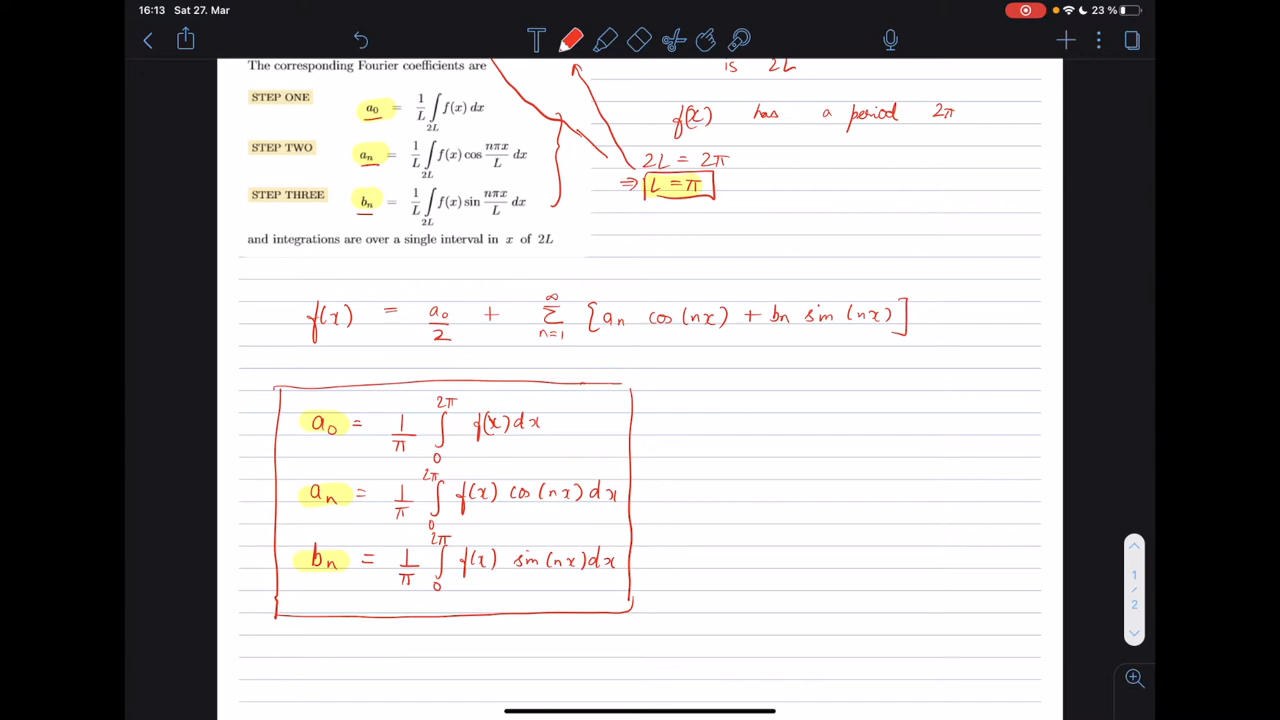 16:13 Sat 27. Mar
23 %
The corresponding Fourier coefficients are
is 2L
STEP ONE a₀ = 1/L ∫_{2L} f(x) dx
f(x) has a period 2π
STEP TWO aₙ = 1/L ∫_{2L} f(x) cos nπx/L dx
2L = 2π
⇒ L = π
STEP THREE bₙ = 1/L ∫_{2L} f(x) sin nπx/L dx
and integrations are over a single interval in x of 2L
f(x) = a₀/2 + ∑_{n=1}^{∞} [aₙ cos(nx) + bₙ sin(nx)]
a₀ = 1/π ∫_0^{2π} f(x)dx
aₙ = 1/π ∫_0^{2π} f(x) cos(nx)dx
bₙ = 1/π ∫_0^{2π} f(x) sin(nx)dx
1
/
2